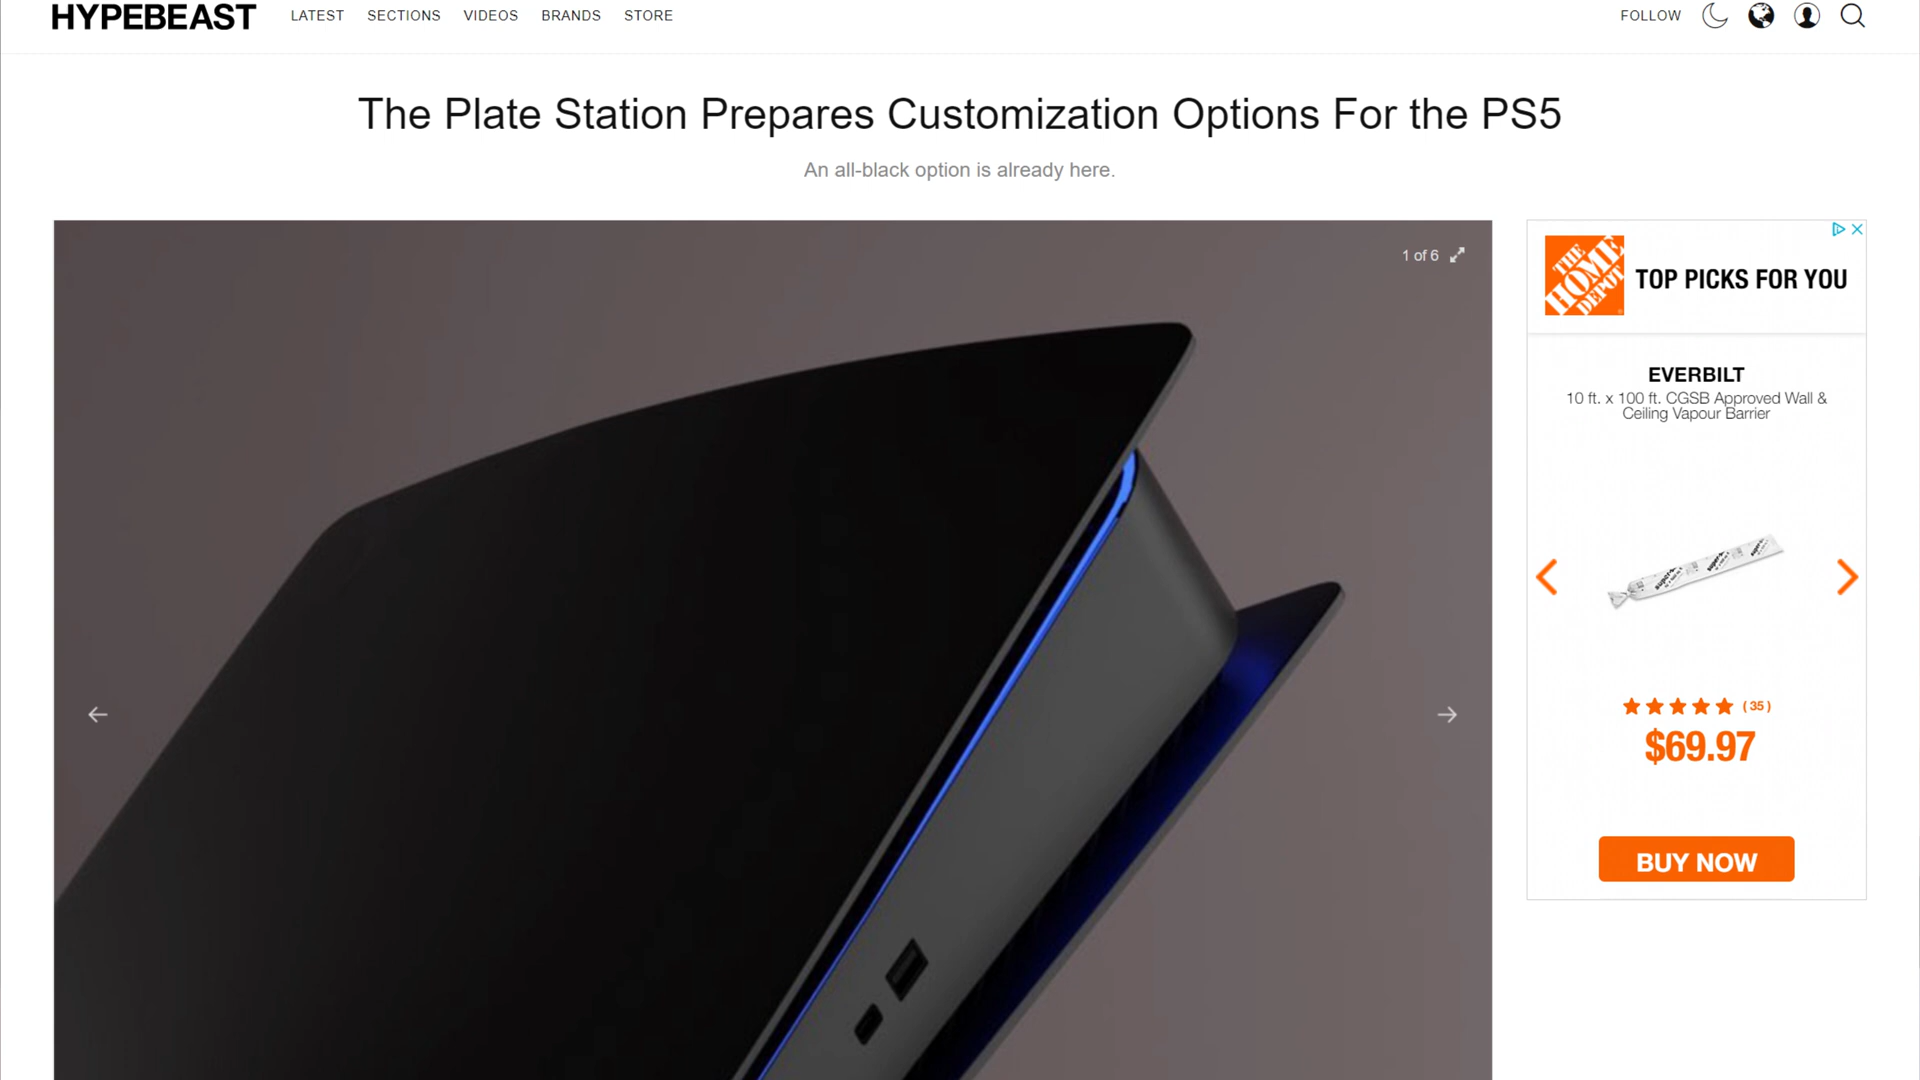 HYPEBEAST
LATEST SECTIONS VIDEOS BRANDS STORE
FOLLOW
The Plate Station Prepares Customization Options For the PS5
An all-black option is already here.
1 of 6
THE HOME DEPOT
TOP PICKS FOR YOU
EVERBILT
10 ft. x 100 ft. CGSB Approved Wall &
Ceiling Vapour Barrier
(35)
$69.97
BUY NOW